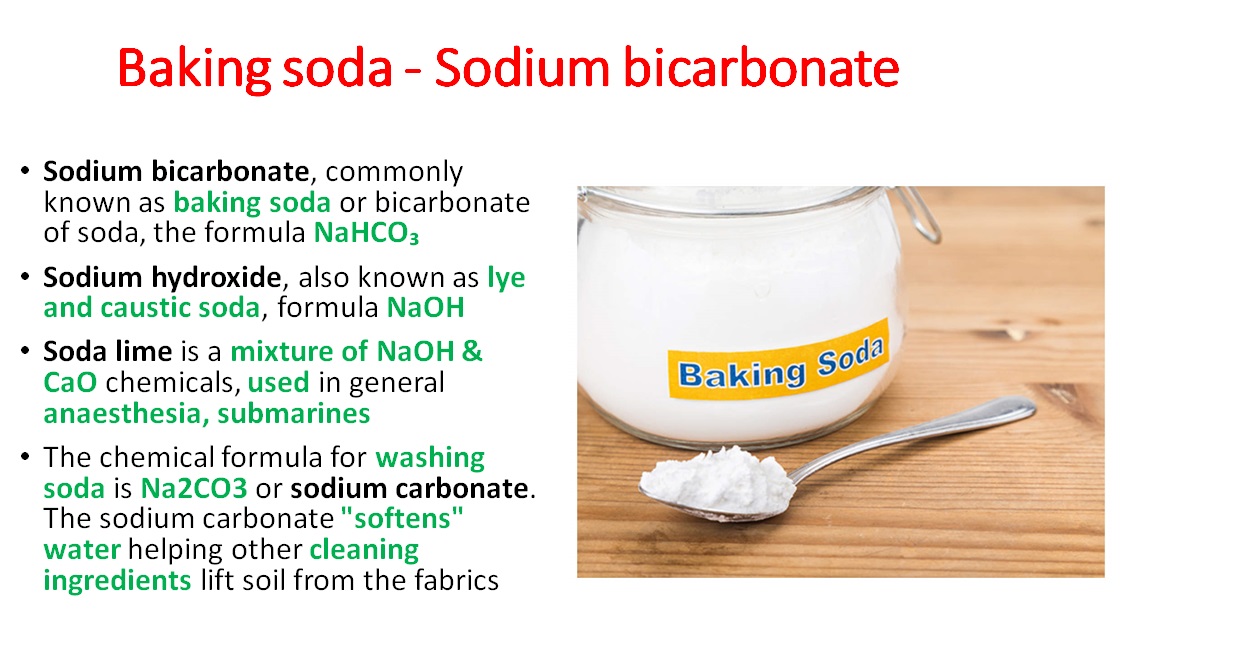 Baking soda - Sodium bicarbonate
• Sodium bicarbonate, commonly
known as baking soda or bicarbonate
of soda, the formula NaHCO₃
• Sodium hydroxide, also known as lye
and caustic soda, formula NaOH
• Soda lime is a mixture of NaOH &
CaO chemicals, used in general
anaesthesia, submarines
• The chemical formula for washing
soda is Na2CO3 or sodium carbonate.
The sodium carbonate "softens"
water helping other cleaning
ingredients lift soil from the fabrics
Baking Soda